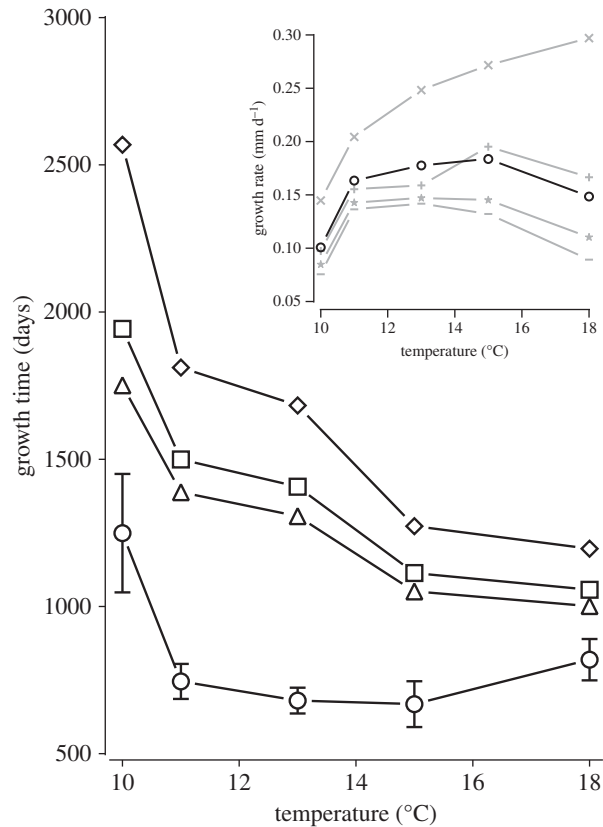 3000
2500
2000
1500
1000
500
growth time (days)
10 12 14 16 18
temperature (°C)
0.30
0.25
0.20
0.15
0.10
0.05
growth rate (mm d⁻¹)
10 12 14 16 18
temperature (°C)